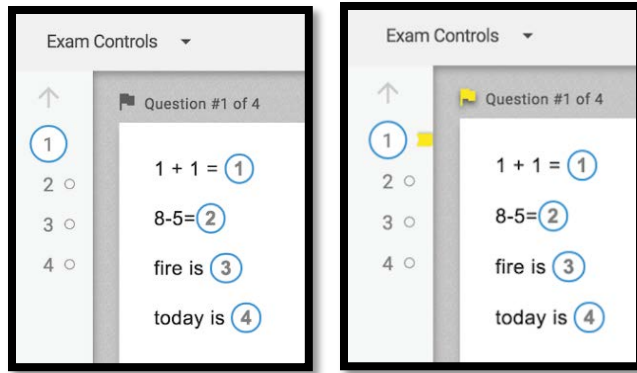 Exam Controls
Question #1 of 4
1
2
3
4
1 + 1 = 1
8-5=2
fire is 3
today is 4
Exam Controls
Question #1 of 4
1
2
3
4
1 + 1 = 1
8-5=2
fire is 3
today is 4